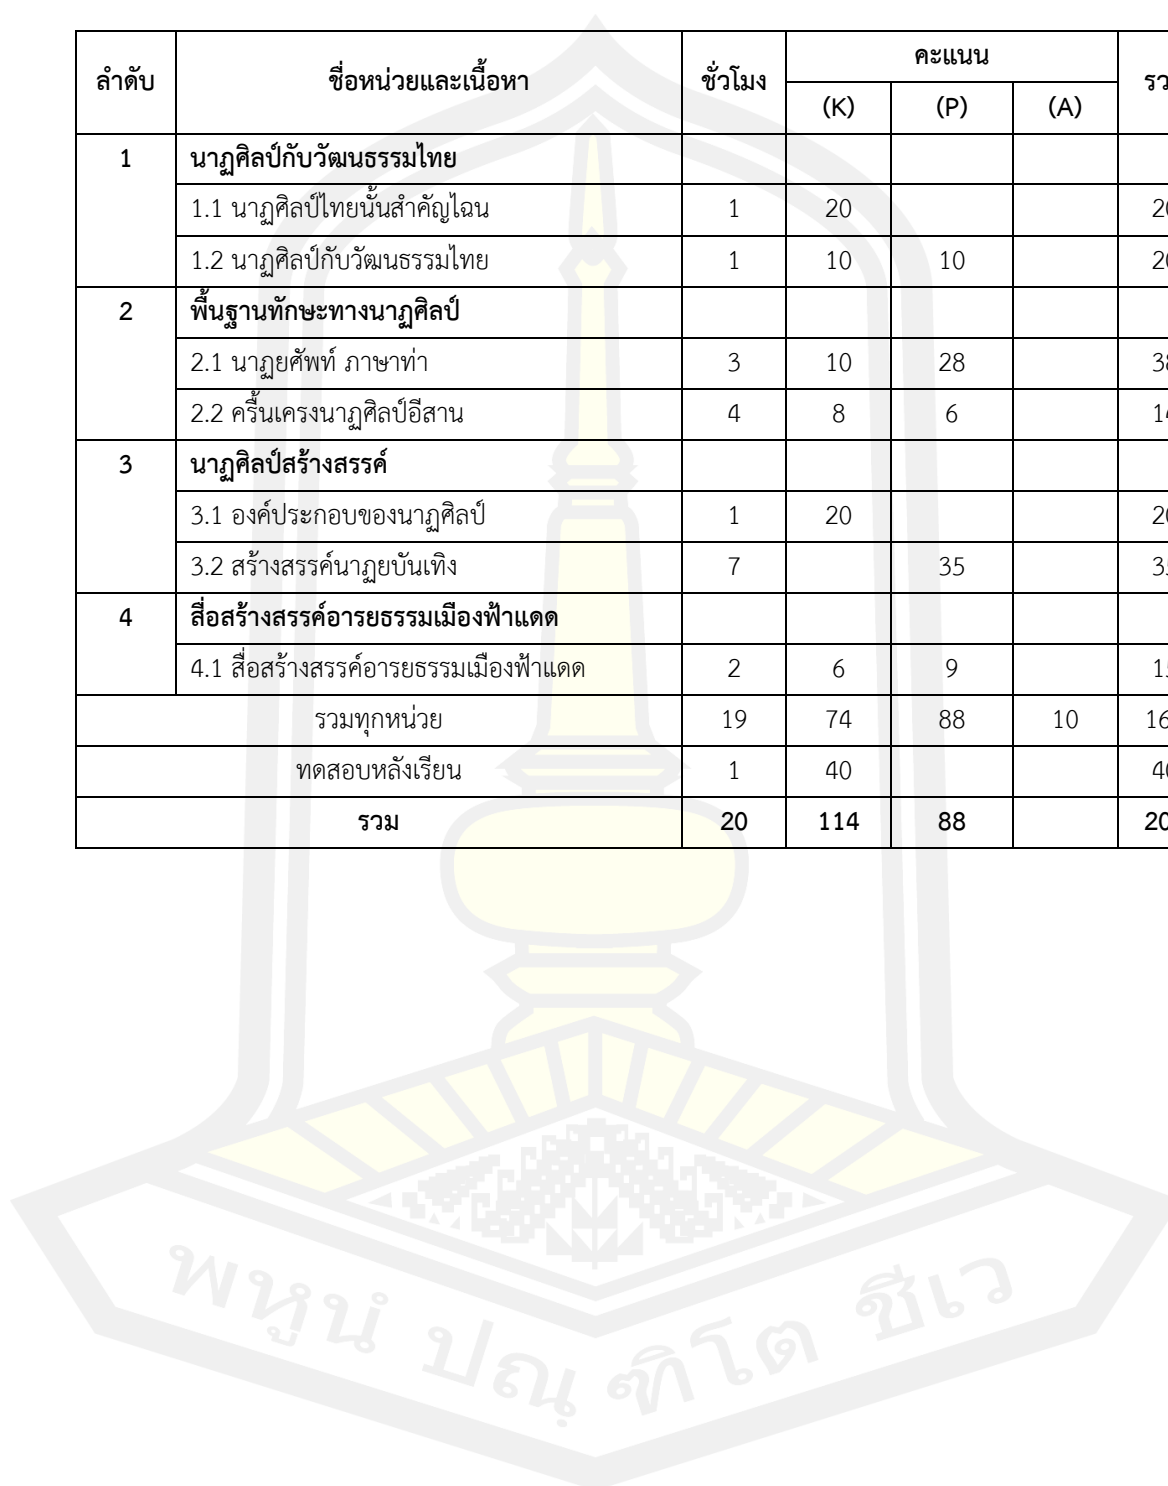 ลำดับ ชื่อหน่วยและเนื้อหา ชั่วโมง คะแนน
(K) (P) (A)
1 นาฏศิลป์กับวัฒนธรรมไทย
1.1 นาฏศิลป์ไทยนั้นสำคัญไฉน 1 20
1.2 นาฏศิลป์กับวัฒนธรรมไทย 1 10 10
2 พื้นฐานทักษะทางนาฏศิลป์
2.1 นาฏยศัพท์ ภาษาท่า 3 10 28
2.2 ครื้นเครงนาฏศิลป์อีสาน 4 8 6
3 นาฏศิลป์สร้างสรรค์
3.1 องค์ประกอบของนาฏศิลป์ 1 20
3.2 สร้างสรรค์นาฏยบันเทิง 7 35
4 สื่อสร้างสรรค์อารยธรรมเมืองฟ้าแดด
4.1 สื่อสร้างสรรค์อารยธรรมเมืองฟ้าแดด 2 6 9
รวมทุกหน่วย 19 74 88 10
ทดสอบหลังเรียน 1 40
รวม 20 114 88
พหูนํ ปณฺฑิโต ชีเว